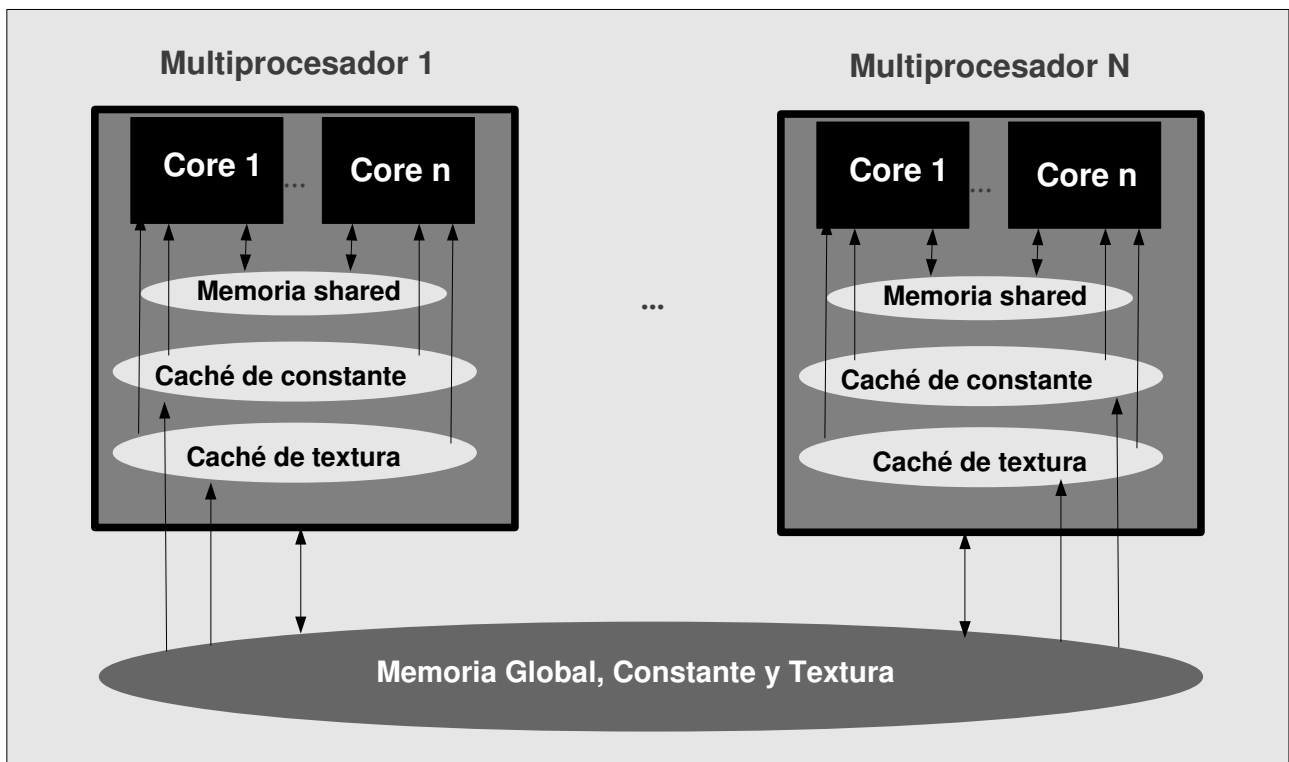 Multiprocesador 1
Multiprocesador N
Core 1
...
Core n
Core 1
...
Core n
Memoria shared
...
Memoria shared
Caché de constante
Caché de constante
Caché de textura
Caché de textura
Memoria Global, Constante y Textura